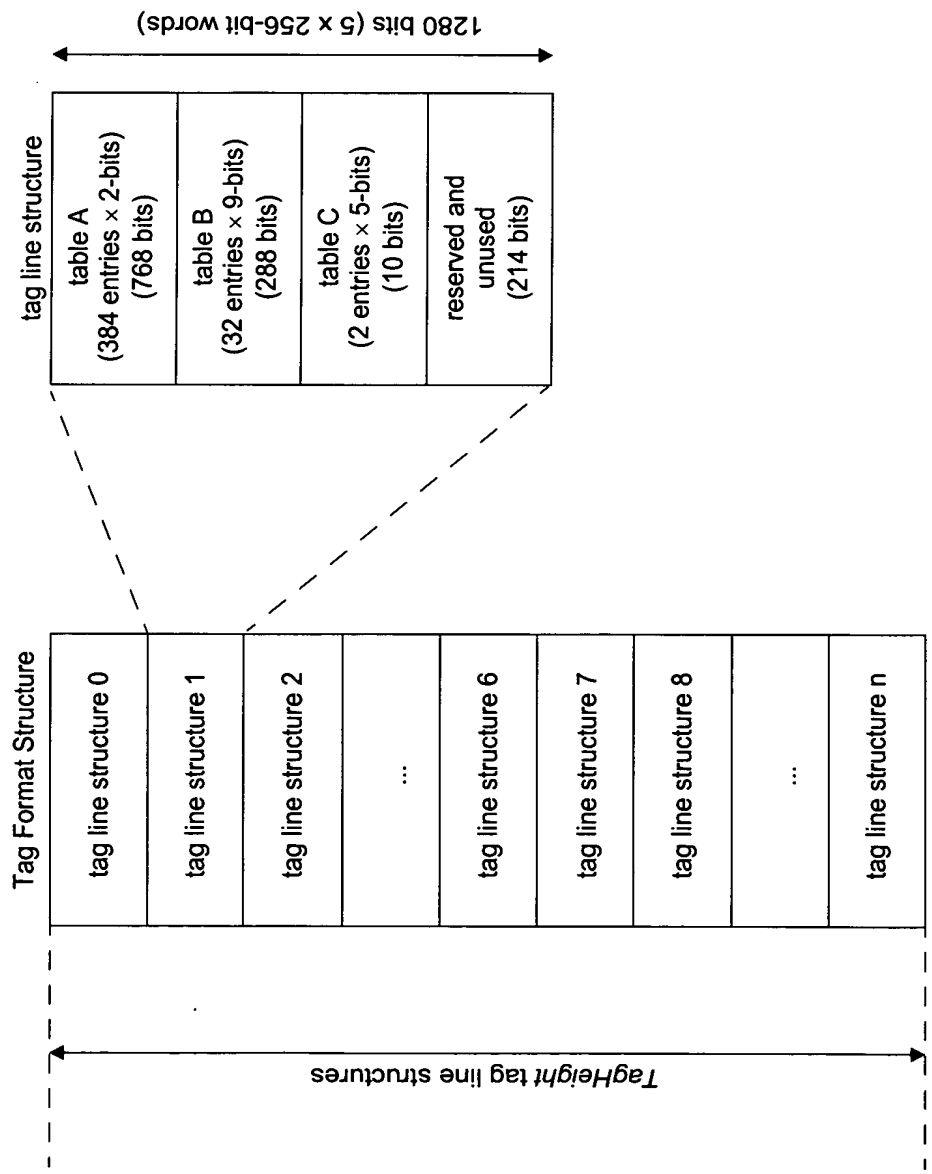 Tag Format Structure
tag line structure 0
tag line structure 1
tag line structure 2
...
tag line structure 6
tag line structure 7
tag line structure 8
...
tag line structure n
TagHeight tag line structures
tag line structure
table A
(384 entries × 2-bits)
(768 bits)
table B
(32 entries × 9-bits)
(288 bits)
table C
(2 entries × 5-bits)
(10 bits)
reserved and
unused
(214 bits)
1280 bits (5 x 256-bit words)